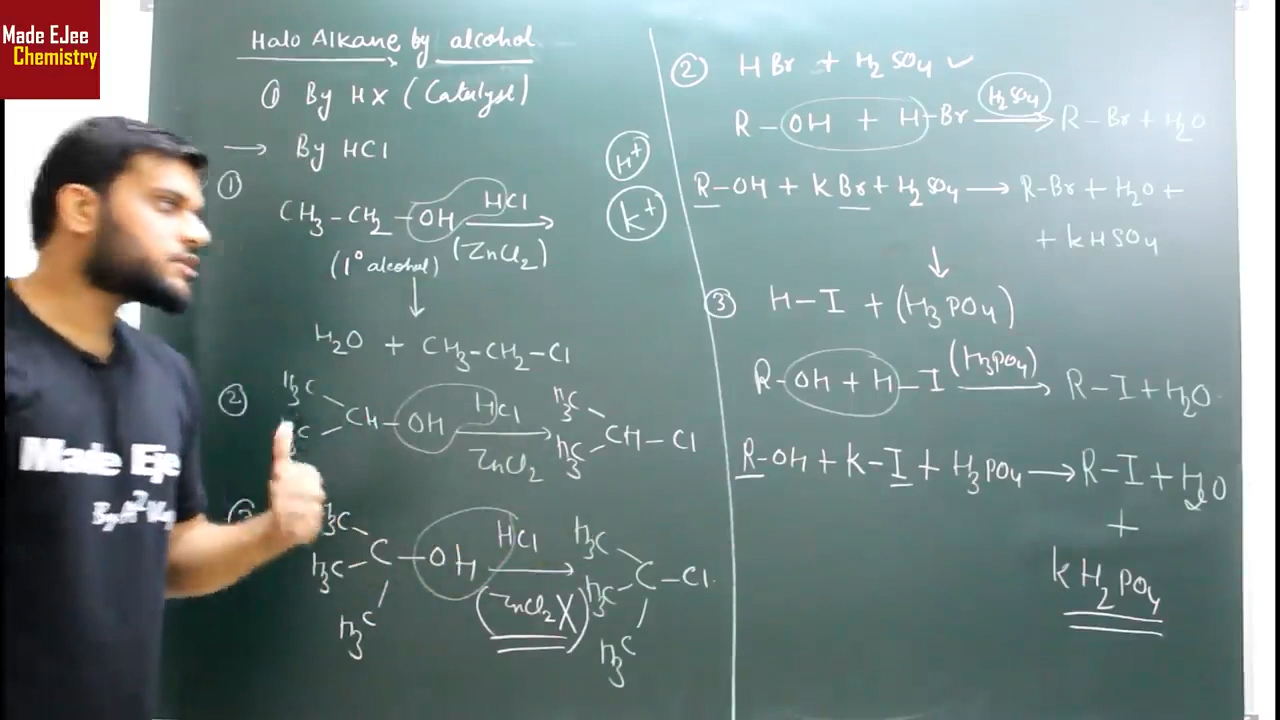 Made EJee
Chemistry
Halo Alkane by alcohol
① By HX (Catalyst)
→ By HCl
①
CH3-CH2-OH HCl →
(ZnCl2)
(1° alcohol)
↓
H2O + CH3-CH2-Cl
②
H3C
CH-OH HCl → H3C H3C CH-Cl
ZnCl2
H3C
H3C C-OH HCl → H3C H3C C-Cl
H3C
(ZnCl2 X)
H3C
H+
K+
② HBr + H2SO4 ✓
R-OH + H-Br H2SO4 → R-Br + H2O
R-OH + KBr + H2SO4 → R-Br + H2O +
+ KHSO4
↓
③ H-I + (H3PO4)
R-OH + H-I (H3PO4) → R-I + H2O
R-OH + K-I + H3PO4 → R-I + H2O
+
KH2PO4
Made Eje